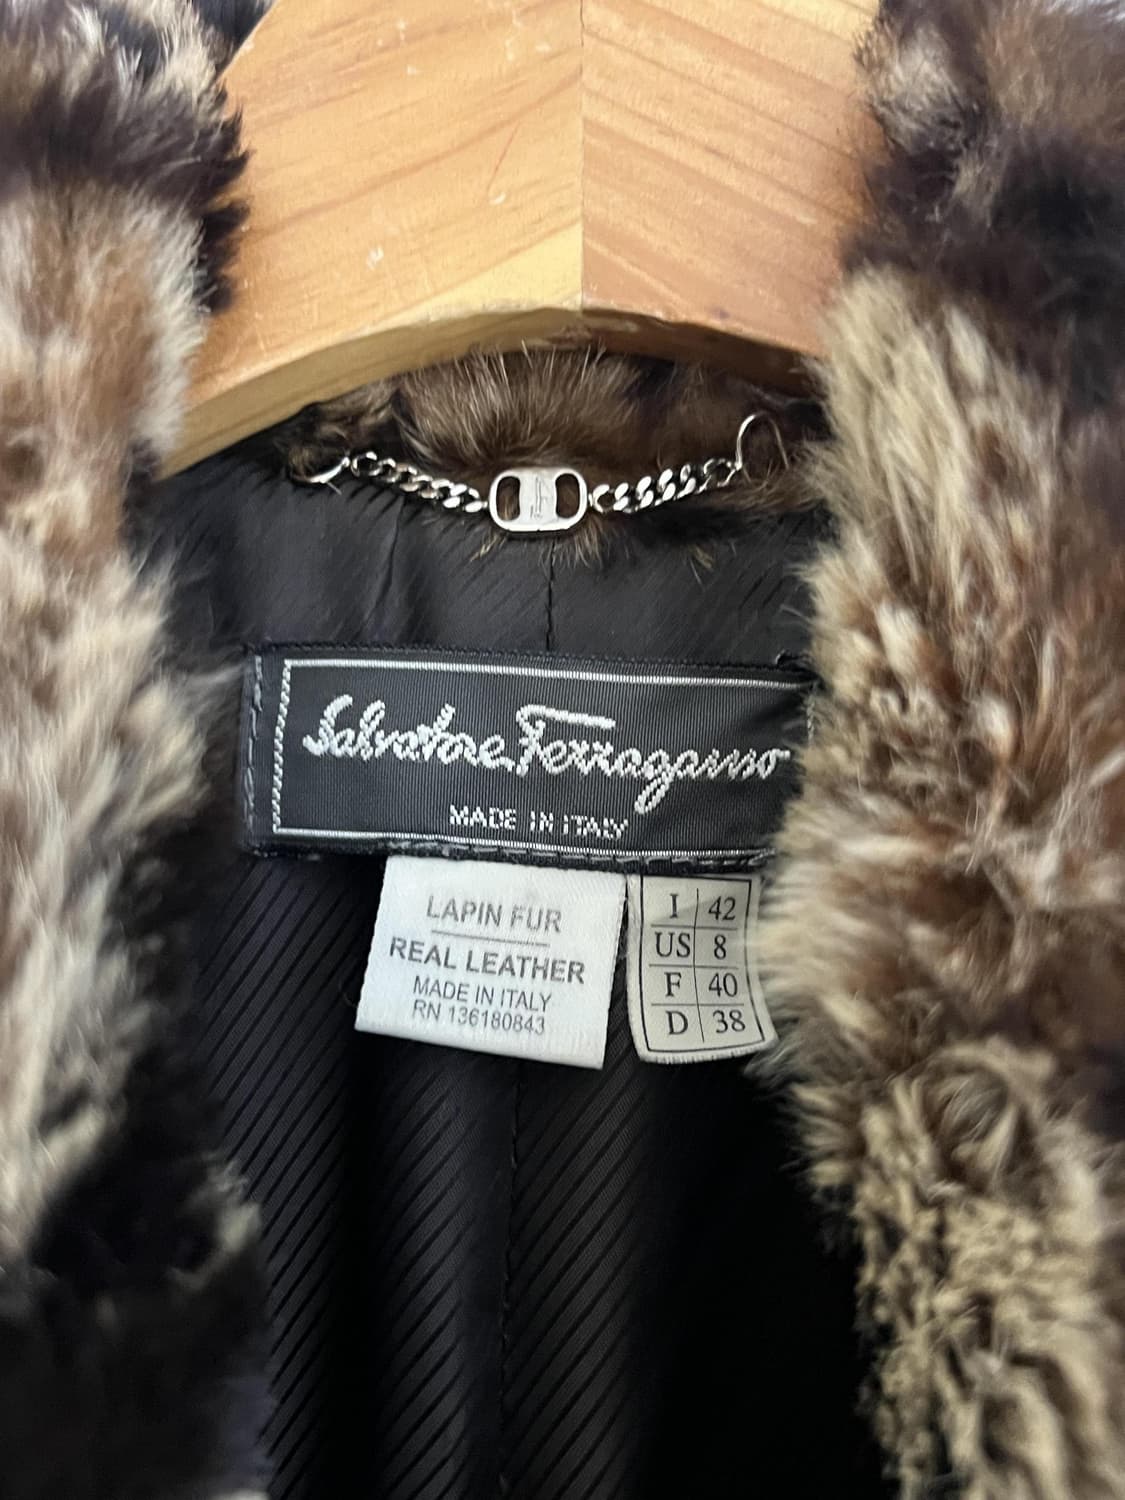 Salvatore Ferragamo
MADE IN ITALY
LAPIN FUR
REAL LEATHER
MADE IN ITALY
RN 136180843
I 42
US 8
F 40
D 38